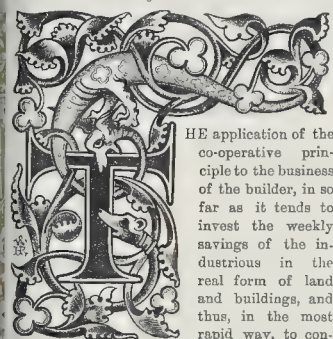 THE application of the
co-operative prin-
ciple to the business
of the builder, in so
far as it tends to
invest the weekly
savings of the in-
dustrious in the
real form of land
and buildings, and
thus, in the most
rapid way, to con-